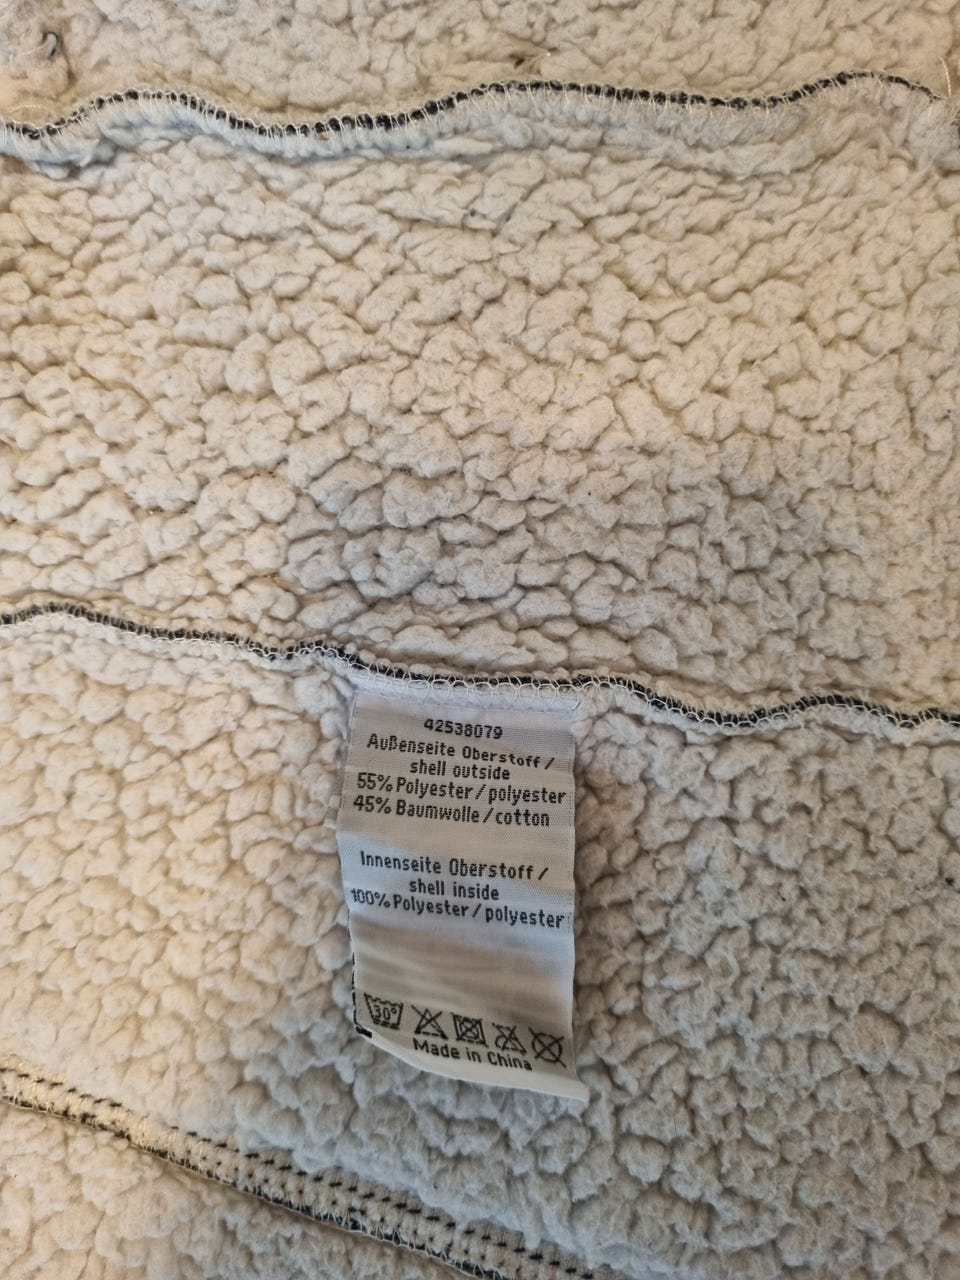 42538079
Außenseite Oberstoff /
shell outside
55% Polyester / polyester
45% Baumwolle / cotton
Innenseite Oberstoff /
shell inside
100% Polyester / polyester
30°
Made in China